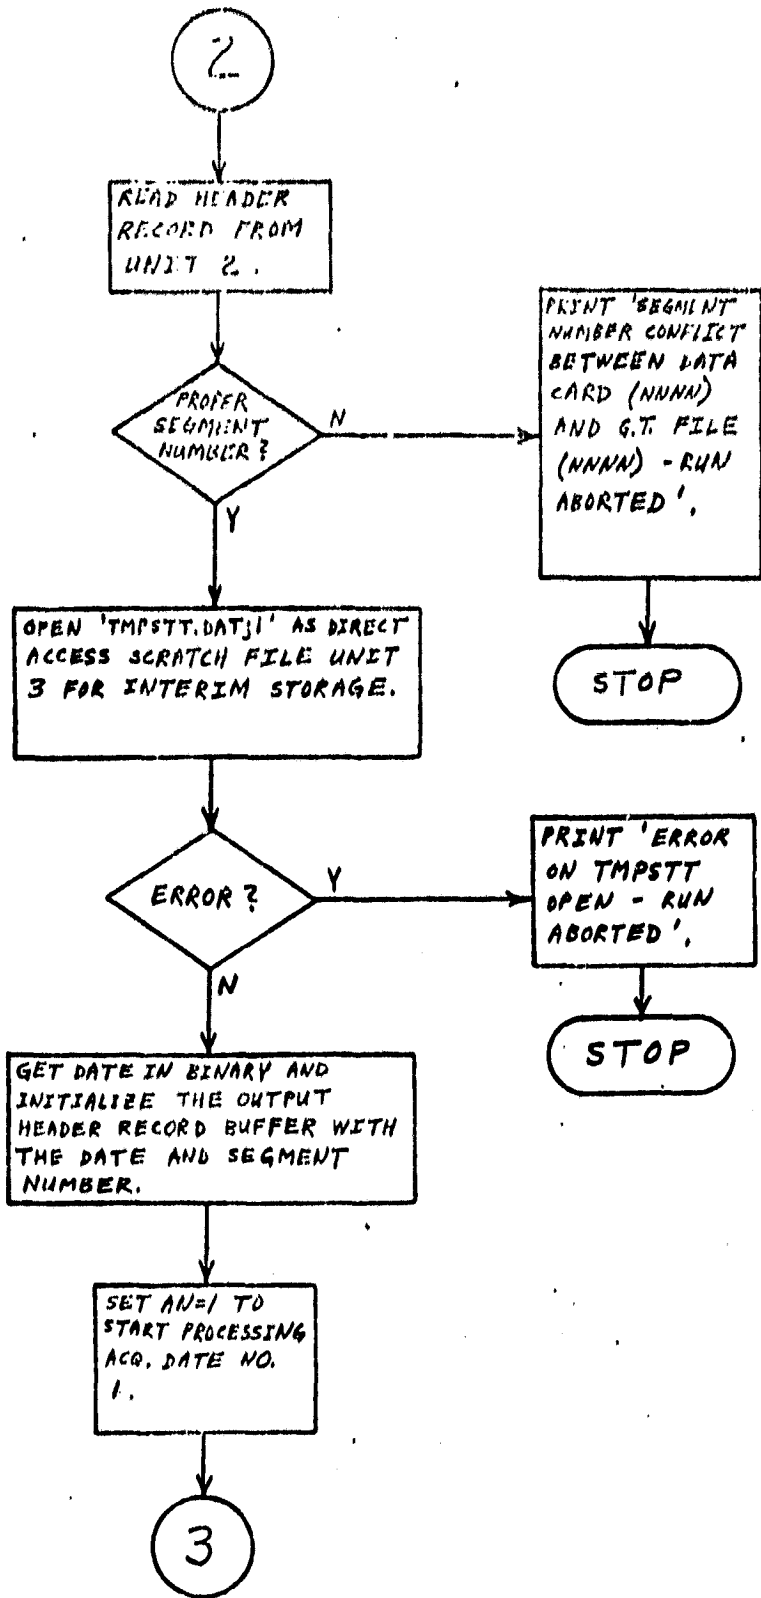 2
READ HEADER
RECORD FROM
UNIT 2.
PROPER
SEGMENT
NUMBER?
N
PRINT 'SEGMENT
NUMBER CONFLICT
BETWEEN DATA
CARD (NNNN)
AND G.T. FILE
(NNNN) - RUN
ABORTED'.
STOP
Y
OPEN 'TMPSTT.DAT;1' AS DIRECT
ACCESS SCRATCH FILE UNIT
3 FOR INTERIM STORAGE.
ERROR?
Y
PRINT 'ERROR
ON TMPSTT
OPEN - RUN
ABORTED'.
STOP
N
GET DATE IN BINARY AND
INITIALIZE THE OUTPUT
HEADER RECORD BUFFER WITH
THE DATE AND SEGMENT
NUMBER.
SET AN=1 TO
START PROCESSING
ACQ. DATE NO.
1.
3